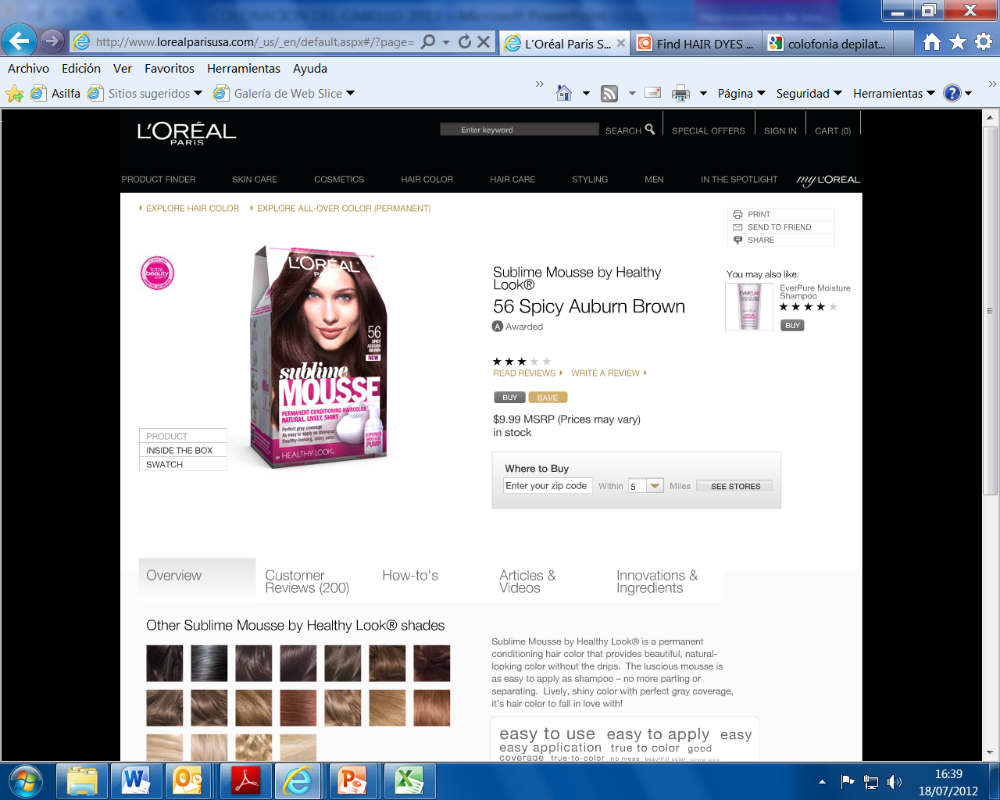 http://www.lorealparisusa.com/_us/_en/default.aspx#/?page=
L'Oréal Paris S...
Find HAIR DYES ...
colofonia depilat...
Archivo Edición Ver Favoritos Herramientas Ayuda
Asilfa Sitios sugeridos Galería de Web Slice
Página Seguridad Herramientas
L'ORÉAL
PARIS
Enter keyword
SEARCH
SPECIAL OFFERS
SIGN IN
CART (0)
PRODUCT FINDER SKIN CARE COSMETICS HAIR COLOR HAIR CARE STYLING MEN IN THE SPOTLIGHT my L'ORÉAL
EXPLORE HAIR COLOR EXPLORE ALL-OVER COLOR (PERMANENT)
PRINT
SEND TO FRIEND
SHARE
total
beauty
.com
L'ORÉAL
PARIS
56
SPICY
AUBURN
BROWN
NEW
sublime
MOUSSE
PERMANENT CONDITIONING HAIRCOLOR
NATURAL, LIVELY, SHINY
Perfect gray coverage
As easy to apply as shampoo
Healthy-looking, shiny color
SUPERIOR
MOUSSE
PUMP
BY HEALTHY LOOK®
PRODUCT
INSIDE THE BOX
SWATCH
Sublime Mousse by Healthy
Look®
56 Spicy Auburn Brown
A Awarded
READ REVIEWS WRITE A REVIEW
BUY SAVE
$9.99 MSRP (Prices may vary)
in stock
Where to Buy
Enter your zip code Within 5 Miles SEE STORES
You may also like:
EVERPURE
EverPure Moisture
Shampoo
BUY
Overview
Customer
Reviews (200)
How-to's
Articles &
Videos
Innovations &
Ingredients
Other Sublime Mousse by Healthy Look® shades
Sublime Mousse by Healthy Look® is a permanent
conditioning hair color that provides beautiful, natural-
looking color without the drips. The luscious mousse is
as easy to apply as shampoo – no more parting or
separating. Lively, shiny color with perfect gray coverage,
it's hair color to fall in love with!
easy to use easy to apply easy
easy application true to color good
coverage true-to-color no mess beautiful color
16:39
18/07/2012